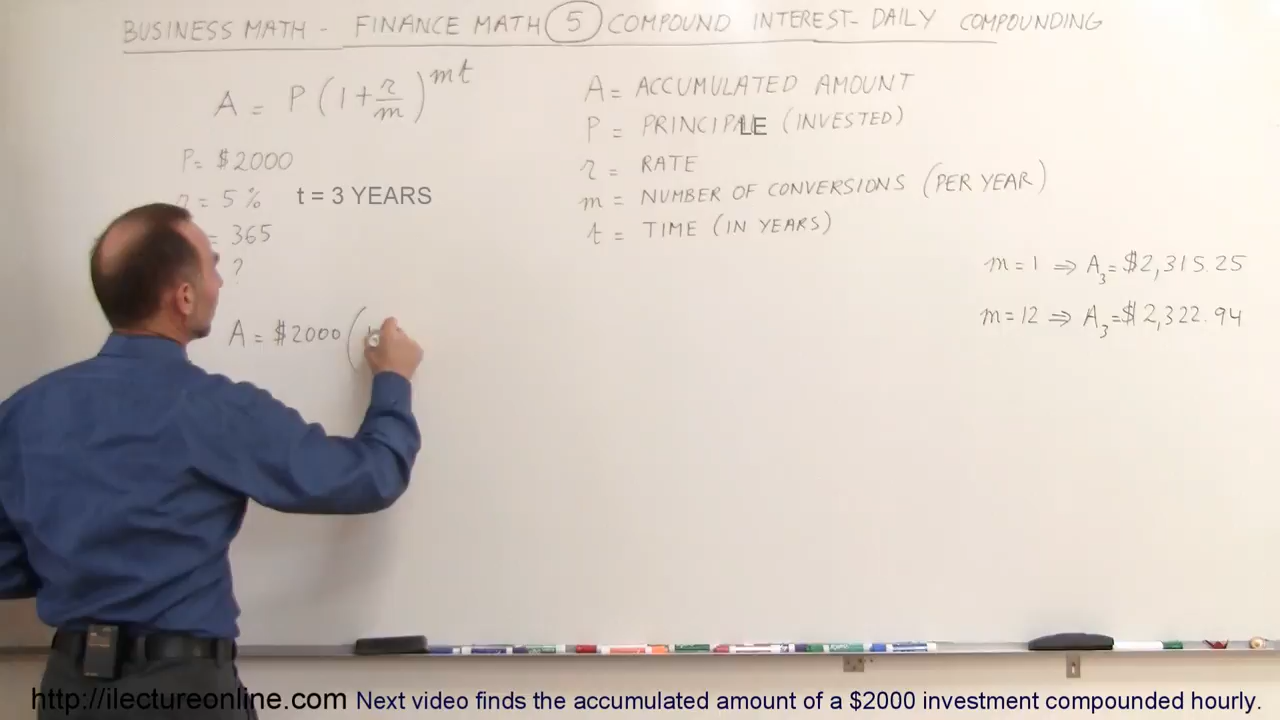 BUSINESS MATH - FINANCE MATH 5 COMPOUND INTEREST - DAILY COMPOUNDING
A = P (1 + r/m)^mt
P = $2000
r = 5 % t = 3 YEARS
= 365
?
A = $2000 (1
A = ACCUMULATED AMOUNT
P = PRINCIPLE (INVESTED)
r = RATE
m = NUMBER OF CONVERSIONS (PER YEAR)
t = TIME (IN YEARS)
m = 1 ⇒ A₃ = $2,315.25
m = 12 ⇒ A₃ = $2,322.94
http://ilectureonline.com Next video finds the accumulated amount of a $2000 investment compounded hourly.